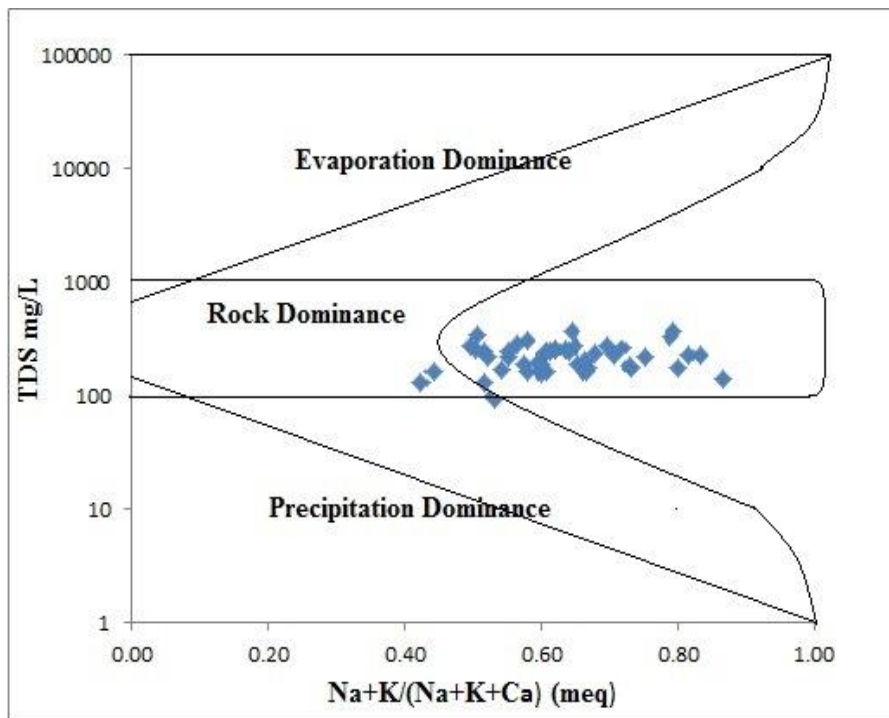 100000
10000
1000
100
10
1
TDS mg/L
Evaporation Dominance
Rock Dominance
Precipitation Dominance
0.00 0.20 0.40 0.60 0.80 1.00
Na+K/(Na+K+Ca) (meq)